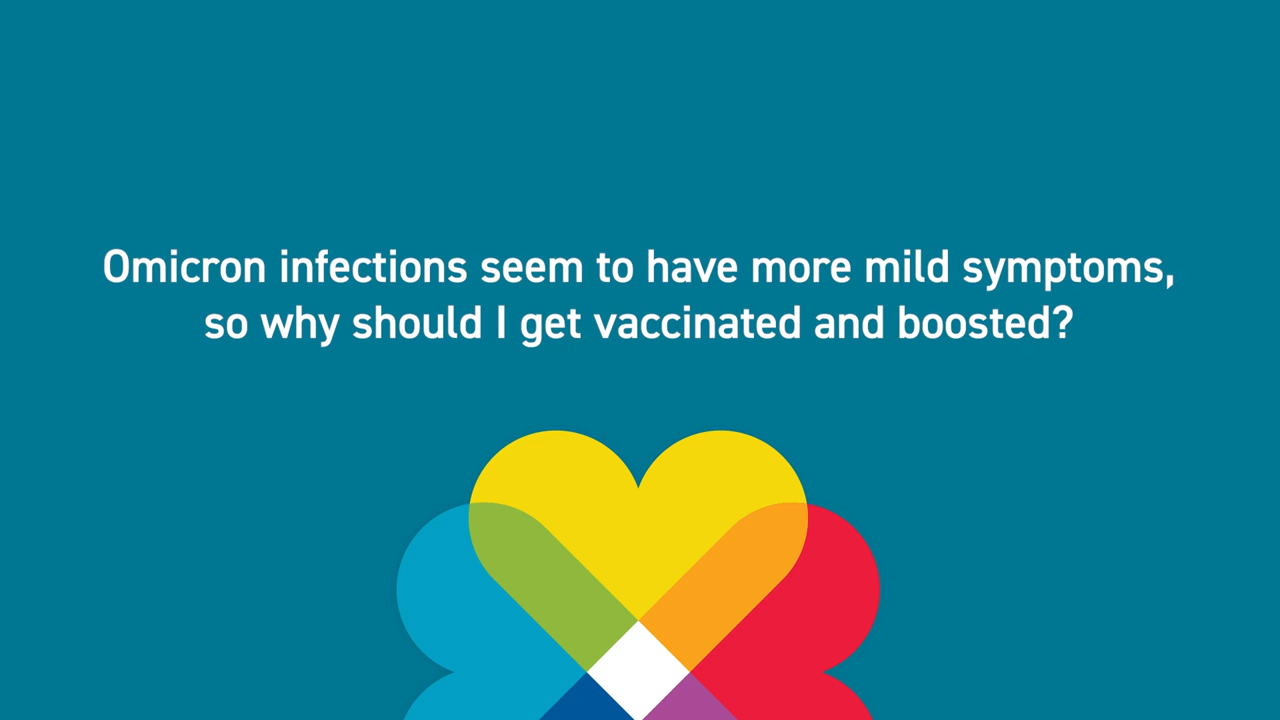 Omicron infections seem to have more mild symptoms,
so why should I get vaccinated and boosted?